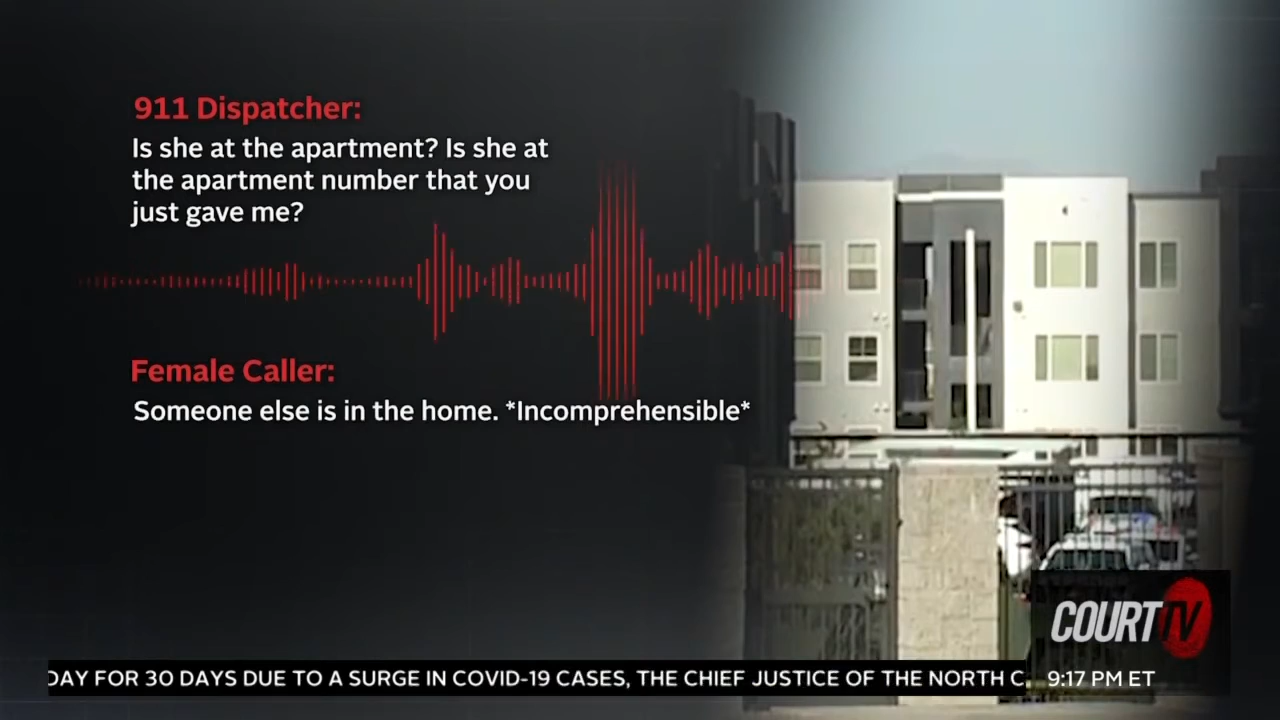 911 Dispatcher:
Is she at the apartment? Is she at
the apartment number that you
just gave me?
Female Caller:
Someone else is in the home. *Incomprehensible*
COURT TV
DAY FOR 30 DAYS DUE TO A SURGE IN COVID-19 CASES, THE CHIEF JUSTICE OF THE NORTH C
9:17 PM ET